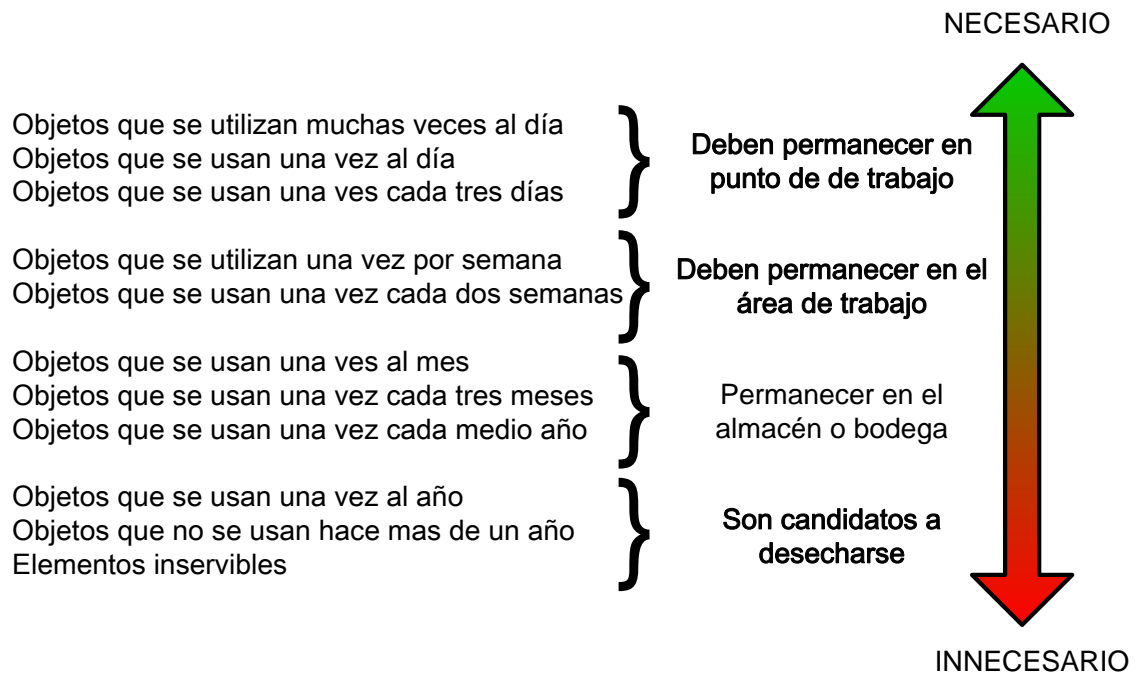 NECESARIO
Objetos que se utilizan muchas veces al día
Objetos que se usan una vez al día
Objetos que se usan una ves cada tres días
Deben permanecer en
punto de de trabajo
Objetos que se utilizan una vez por semana
Objetos que se usan una vez cada dos semanas
Deben permanecer en el
área de trabajo
Objetos que se usan una ves al mes
Objetos que se usan una vez cada tres meses
Objetos que se usan una vez cada medio año
Permanecer en el
almacén o bodega
Objetos que se usan una vez al año
Objetos que no se usan hace mas de un año
Elementos inservibles
Son candidatos a
desecharse
INNECESARIO